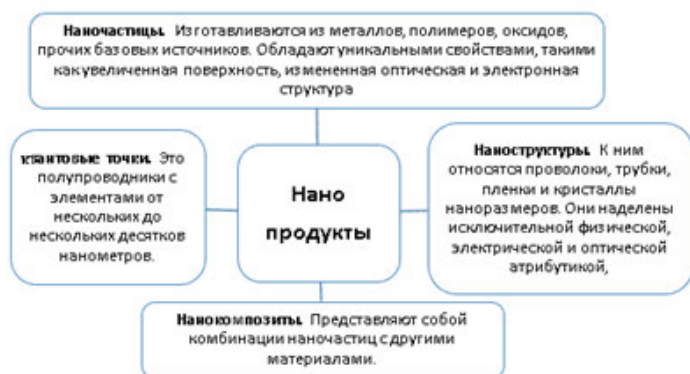 Наночастицы. Изготавливаются из металлов, полимеров, оксидов,
прочих базовых источников. Обладают уникальными свойствами, такими
как увеличенная поверхность, измененная оптическая и электронная
структура
квантовые точки. Это
полупроводники с
элементами от
нескольких до
нескольких десятков
нанометров.
Нано
продукты
Наноструктуры. К ним
относятся проволоки, трубки,
пленки и кристаллы
наноразмеров. Они наделены
исключительной физической,
электрической и оптической
атрибутикой,
Нанокомпозиты. Представляют собой
комбинации наночастиц с другими
материалами.